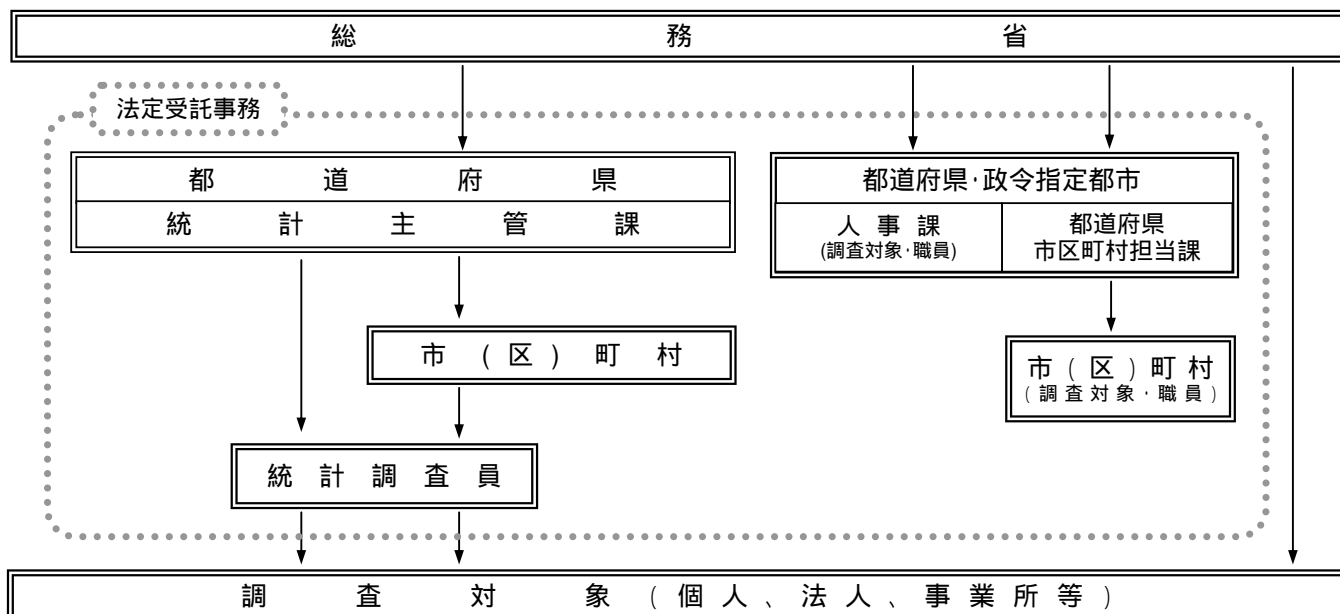 総務省
法定受託事務
都道府県
統計主管課
都道府県・政令指定都市
人事課
(調査対象・職員)
都道府県
市区町村担当課
市(区)町村
市(区)町村
(調査対象・職員)
統計調査員
調査対象(個人、法人、事業所等)